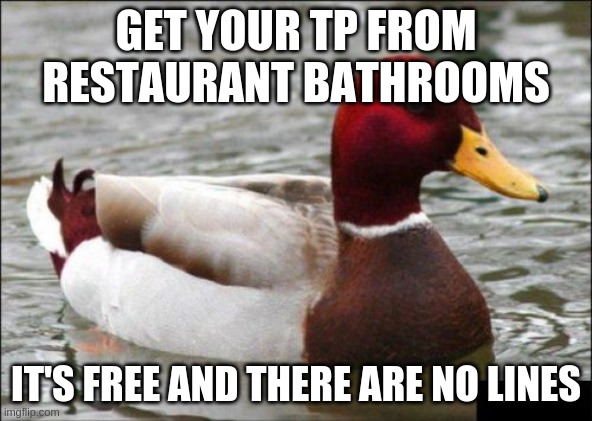 GET YOUR TP FROM
RESTAURANT BATHROOMS
IT'S FREE AND THERE ARE NO LINES
imgflip.com